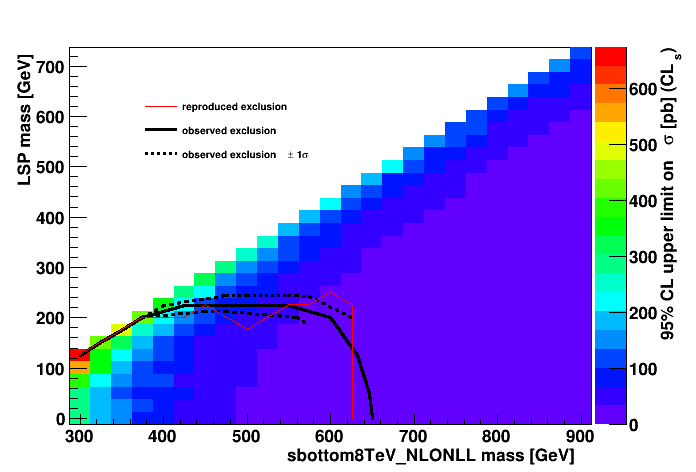 LSP mass [GeV]
700
600
500
400
300
200
100
0
reproduced exclusion
observed exclusion
observed exclusion ± 1σ
300 400 500 600 700 800 900
sbottom8TeV_NLONLL mass [GeV]
600
500
400
300
200
100
0
95% CL upper limit on σ [pb] (CLs)